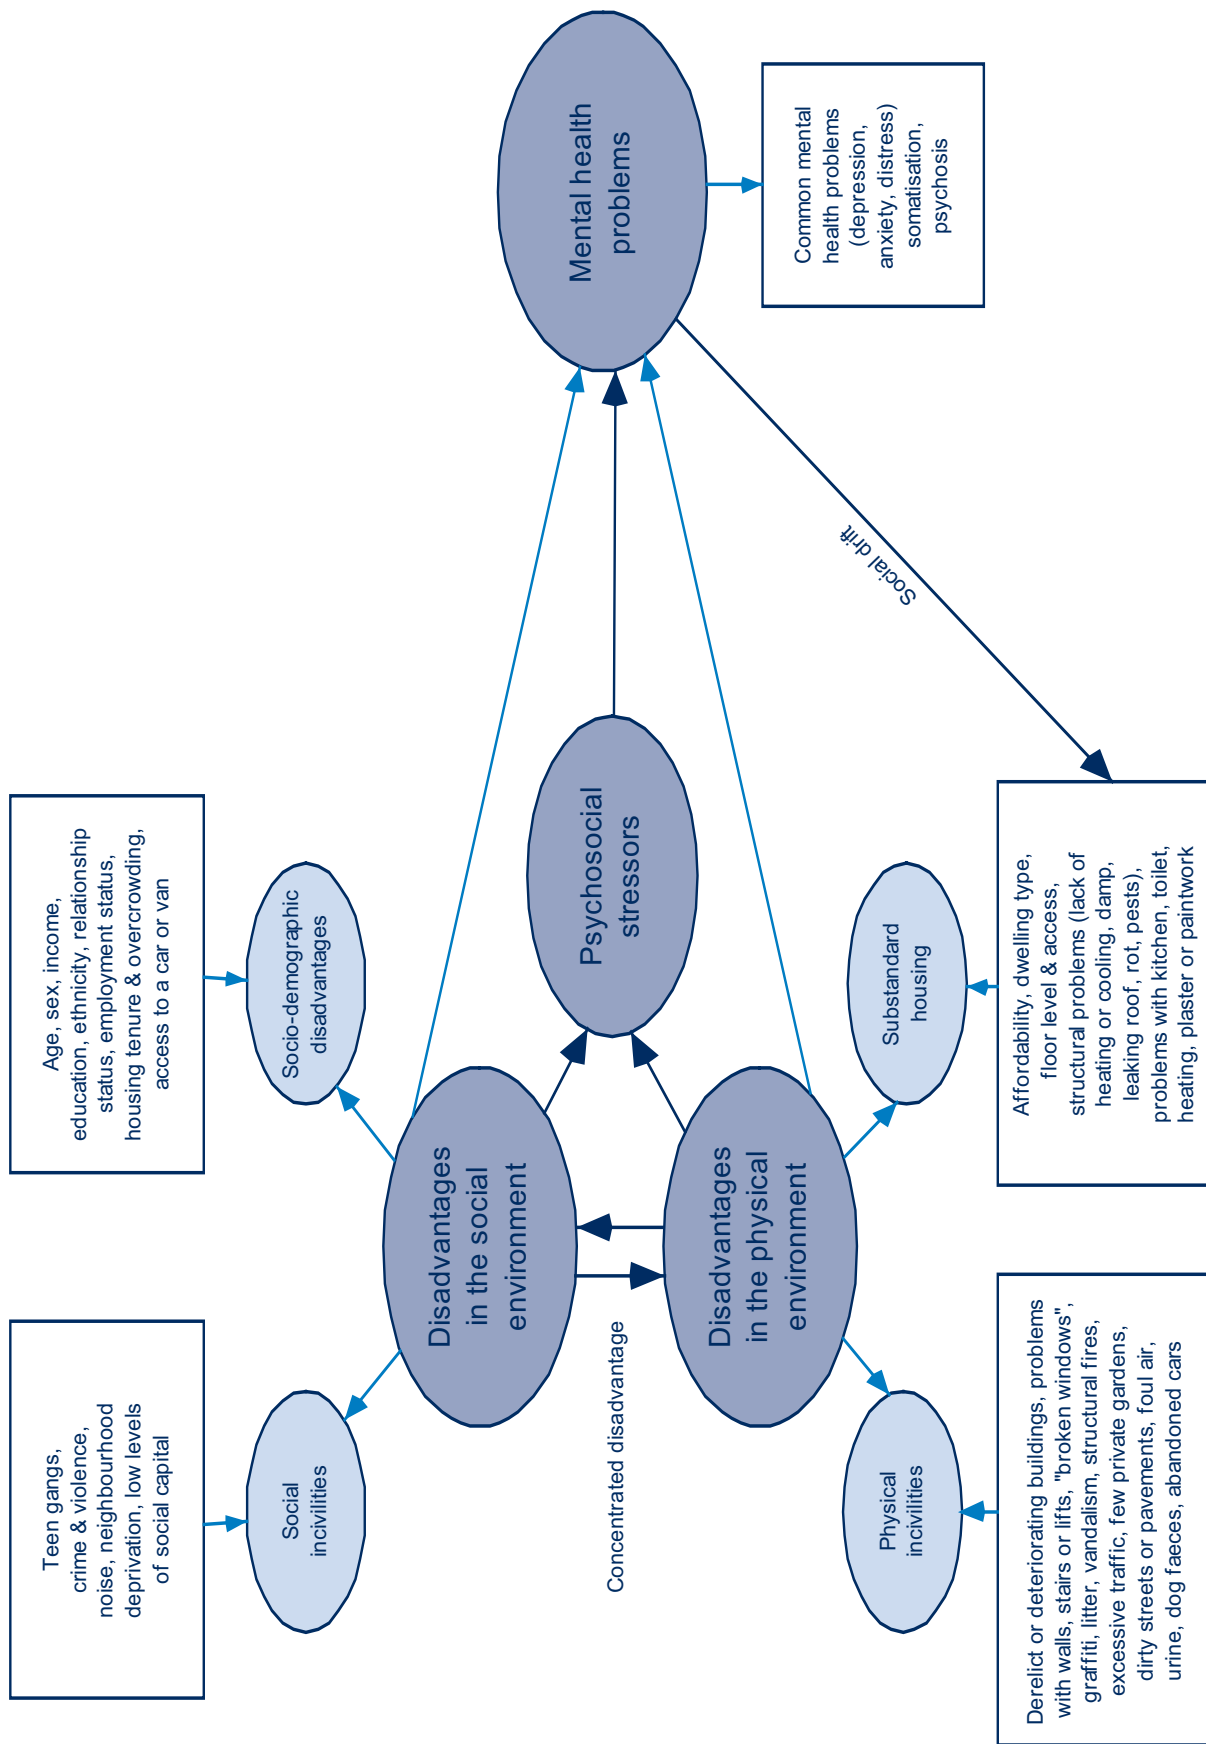 Teen gangs,
crime & violence,
noise, neighbourhood
deprivation, low levels
of social capital
Age, sex, income,
education, ethnicity, relationship
status, employment status,
housing tenure & overcrowding,
access to a car or van
Social
incivilities
Socio-demographic
disadvantages
Disadvantages
in the social
environment
Concentrated disadvantage
Psychosocial
stressors
Mental health
problems
Disadvantages
in the physical
environment
Social drift
Common mental
health problems
(depression,
anxiety, distress)
somatisation,
psychosis
Physical
incivilities
Substandard
housing
Derelict or deteriorating buildings, problems
with walls, stairs or lifts, "broken windows",
graffiti, litter, vandalism, structural fires,
excessive traffic, few private gardens,
dirty streets or pavements, foul air,
urine, dog faeces, abandoned cars
Affordability, dwelling type,
floor level & access,
structural problems (lack of
heating or cooling, damp,
leaking roof, rot, pests),
problems with kitchen, toilet,
heating, plaster or paintwork